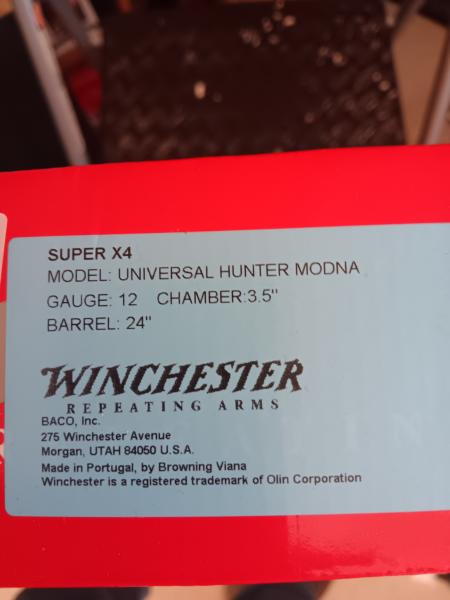 SUPER X4
MODEL: UNIVERSAL HUNTER MODNA
GAUGE: 12 CHAMBER:3.5"
BARREL: 24"
WINCHESTER
REPEATING ARMS
BACO, Inc.
275 Winchester Avenue
Morgan, UTAH 84050 U.S.A.
Made in Portugal, by Browning Viana
Winchester is a registered trademark of Olin Corporation